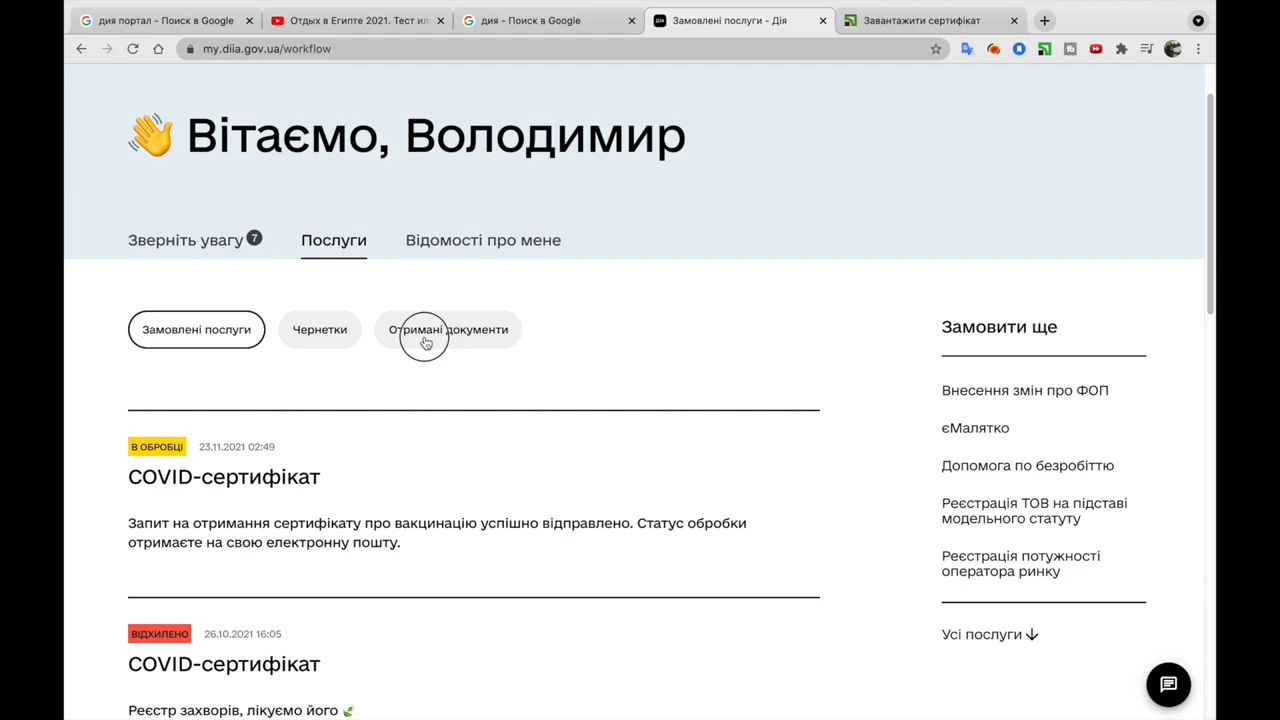 дия портал - Поиск в Google
Отдых в Египте 2021. Тест ил
дия - Поиск в Google
Дія
Замовлені послуги - Дія
Завантажити сертифікат
my.diia.gov.ua/workflow
Вітаємо, Володимир
Зверніть увагу 7
Послуги
Відомості про мене
Замовлені послуги
Чернетки
Отримані документи
В ОБРОБЦІ 23.11.2021 02:49
COVID-сертифікат
Запит на отримання сертифікату про вакцинацію успішно відправлено. Статус обробки
отримаєте на свою електронну пошту.
ВІДХИЛЕНО 26.10.2021 16:05
COVID-сертифікат
Реєстр захворів, лікуємо його
Замовити ще
Внесення змін про ФОП
єМалятко
Допомога по безробіттю
Реєстрація ТОВ на підставі
модельного статуту
Реєстрація потужності
оператора ринку
Усі послуги